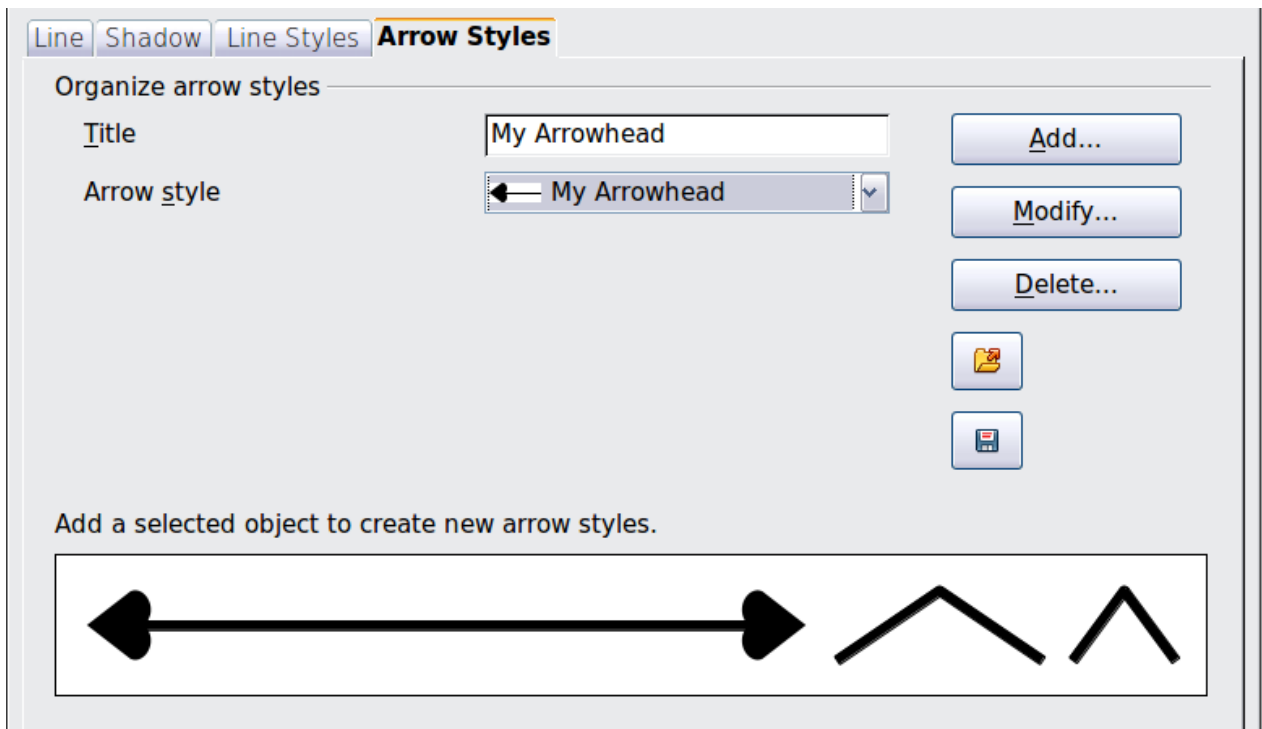 Line Shadow Line Styles Arrow Styles
Organize arrow styles
Title My Arrowhead Add...
Arrow style My Arrowhead
Modify...
Delete...
Add a selected object to create new arrow styles.